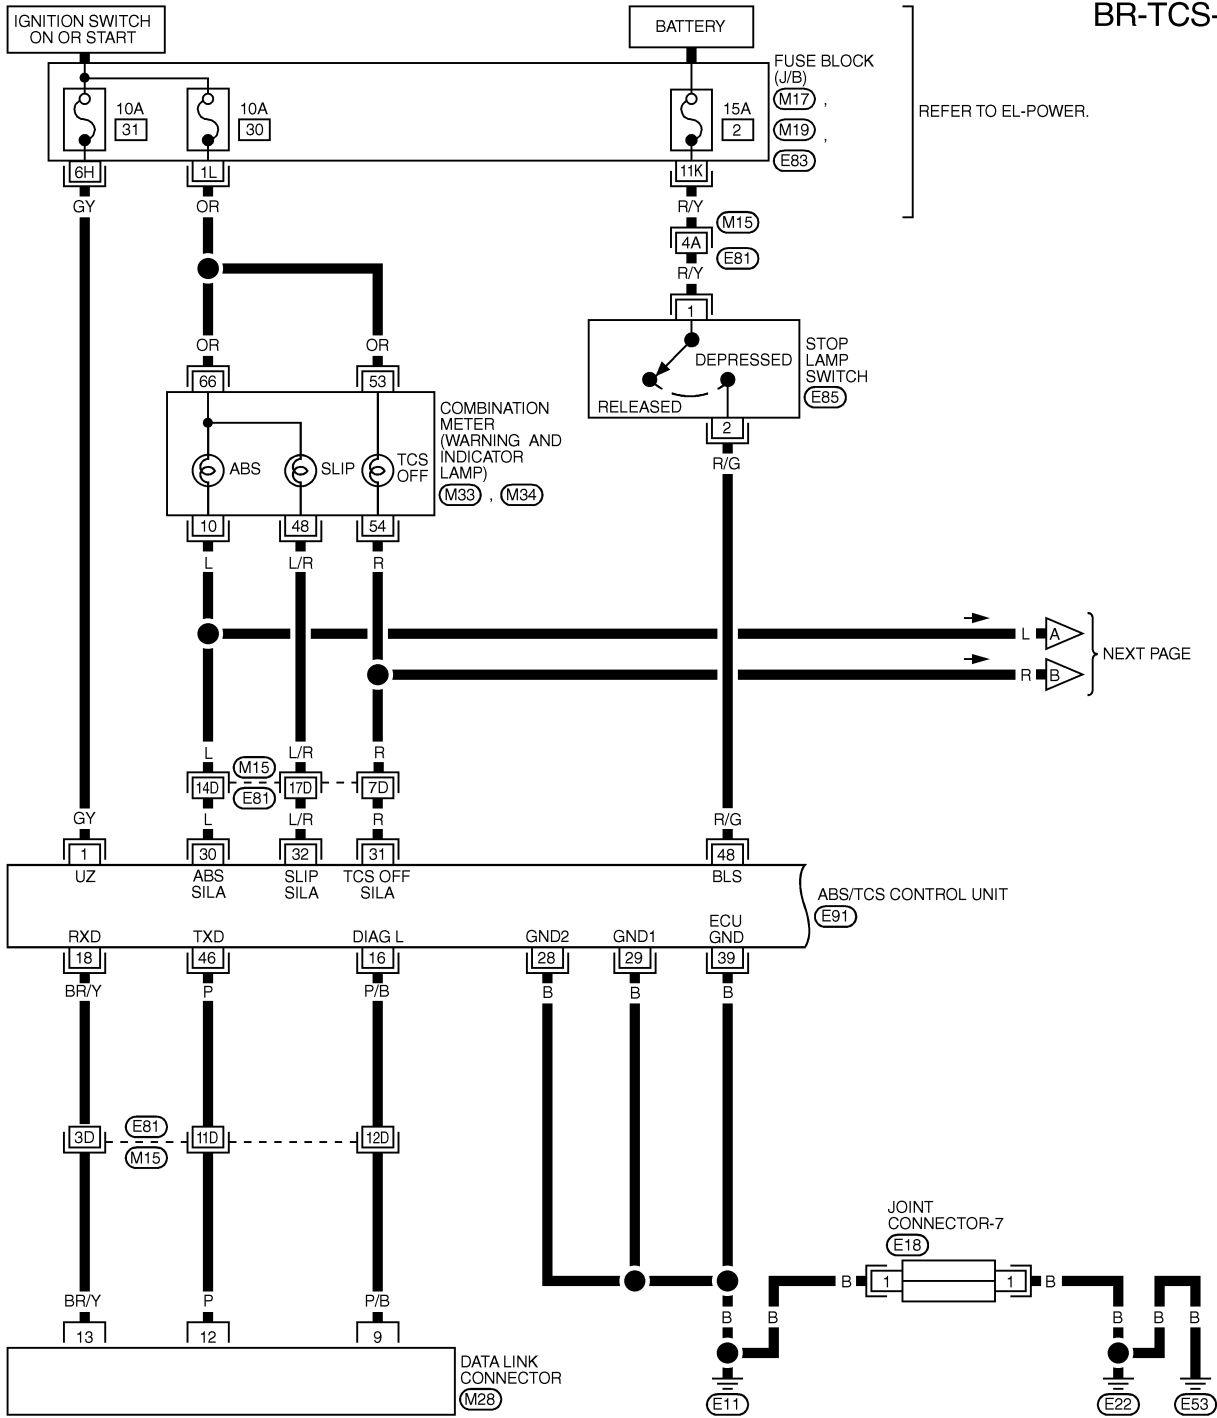 BR-TCS-
IGNITION SWITCH
ON OR START
BATTERY
FUSE BLOCK
(J/B)
M17 ,
M19 ,
E83
REFER TO EL-POWER.
10A
31
10A
30
15A
2
6H
1L
11K
GY
OR
R/Y
M15
4A
E81
R/Y
1
OR
OR
66
53
STOP
LAMP
SWITCH
E85
DEPRESSED
RELEASED
2
R/G
COMBINATION
METER
(WARNING AND
INDICATOR
LAMP)
M33 , M34
ABS
SLIP
TCS
OFF
10
48
54
L
L/R
R
L
A
R
B
NEXT PAGE
L
L/R
R
M15
14D
17D
7D
E81
GY
L
L/R
R
R/G
1
30
32
31
48
UZ
ABS
SILA
SLIP
SILA
TCS OFF
SILA
BLS
ABS/TCS CONTROL UNIT
E91
RXD
TXD
DIAG L
GND2
GND1
ECU
GND
18
46
16
28
29
39
BR/Y
P
P/B
B
B
B
E81
3D
11D
12D
M15
JOINT
CONNECTOR-7
E18
B
1
1
B
BR/Y
P
P/B
B
B
B
B
B
13
12
9
DATA LINK
CONNECTOR
M28
E11
E22
E53